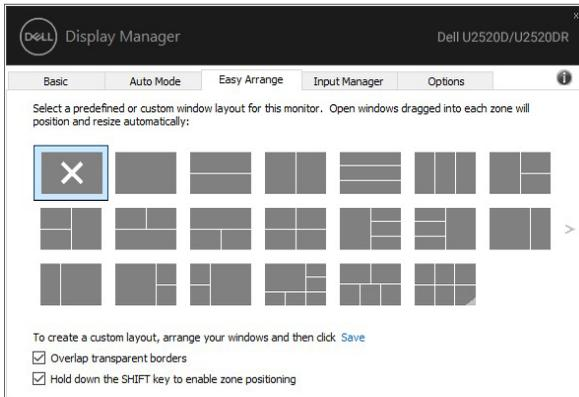 DELL Display Manager Dell U2520D/U2520DR
Basic Auto Mode Easy Arrange Input Manager Options
Select a predefined or custom window layout for this monitor. Open windows dragged into each zone will
position and resize automatically:
To create a custom layout, arrange your windows and then click Save
Overlap transparent borders
Hold down the SHIFT key to enable zone positioning